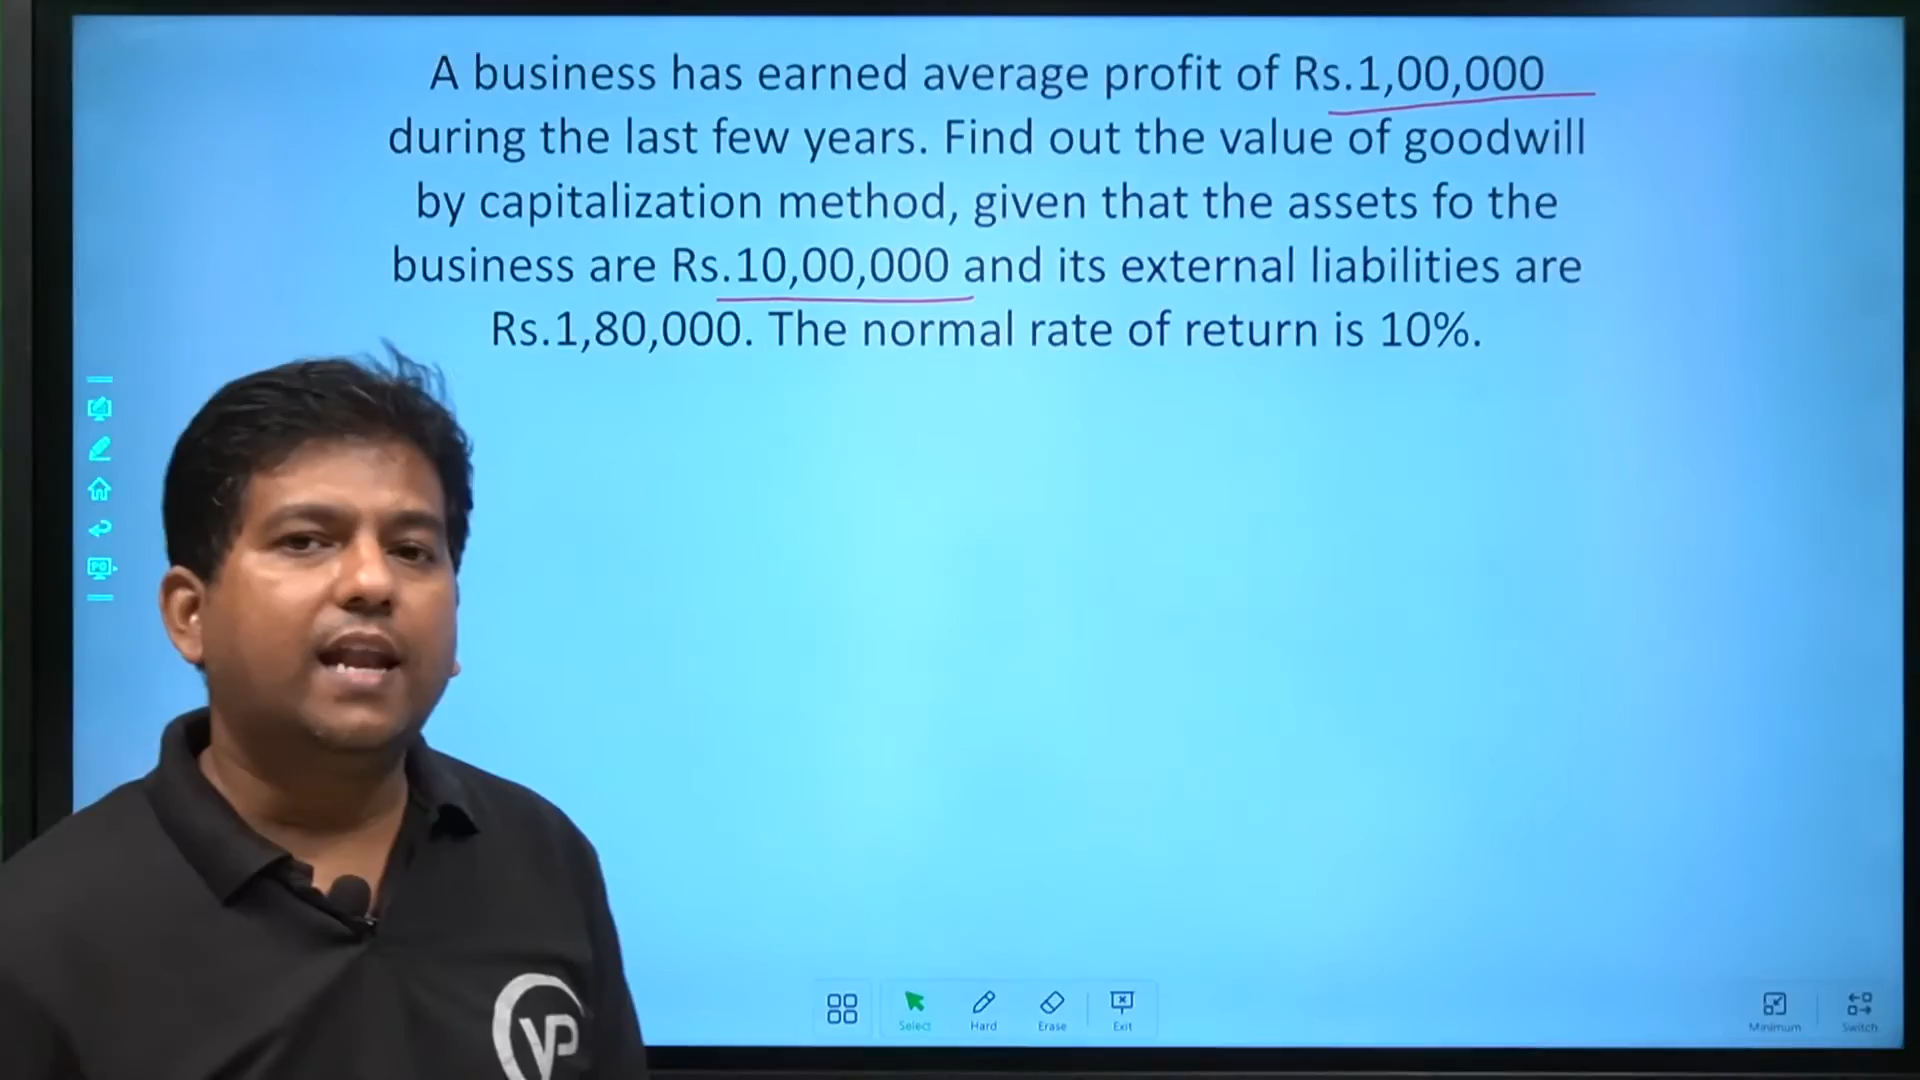 A business has earned average profit of Rs.1,00,000
during the last few years. Find out the value of goodwill
by capitalization method, given that the assets fo the
business are Rs.10,00,000 and its external liabilities are
Rs.1,80,000. The normal rate of return is 10%.
PQ
VP
Select Hard Erase Exit
Minimum Switch